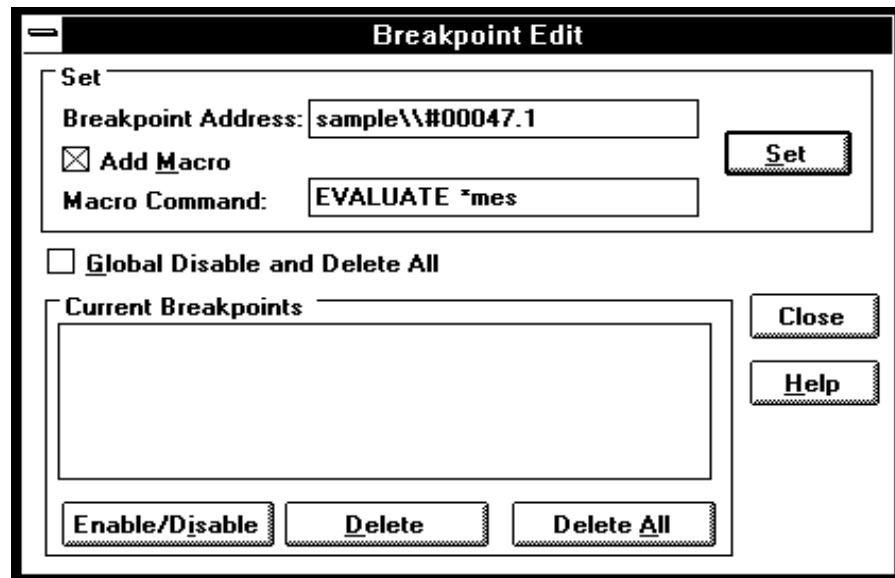 Breakpoint Edit
Set
Breakpoint Address: sample\\#00047.1
Add Macro
Set
Macro Command: EVALUATE *mes
Global Disable and Delete All
Current Breakpoints
Close
Help
Enable/Disable Delete Delete All